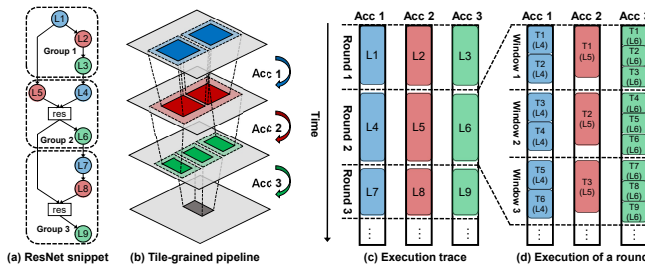 L1
L2
Group 1
L3
L5
L4
res
L6
Group 2
L7
L8
res
Group 3
L9
(a) ResNet snippet
Acc 1
Acc 2
Acc 3
(b) Tile-grained pipeline
Time
Acc 1 Acc 2 Acc 3
Round 1
L1 L2 L3
Round 2
L4 L5 L6
Round 3
L7 L8 L9
(c) Execution trace
Acc 1 Acc 2 Acc 3
Window 1
T1
(L4)
T2
(L4)
T1
(L5)
T1
(L6)
T2
(L6)
T3
(L6)
Window 2
T3
(L4)
T4
(L4)
T2
(L5)
T4
(L6)
T5
(L6)
T6
(L6)
Window 3
T5
(L4)
T6
(L4)
T3
(L5)
T7
(L6)
T8
(L6)
T9
(L6)
(d) Execution of a round